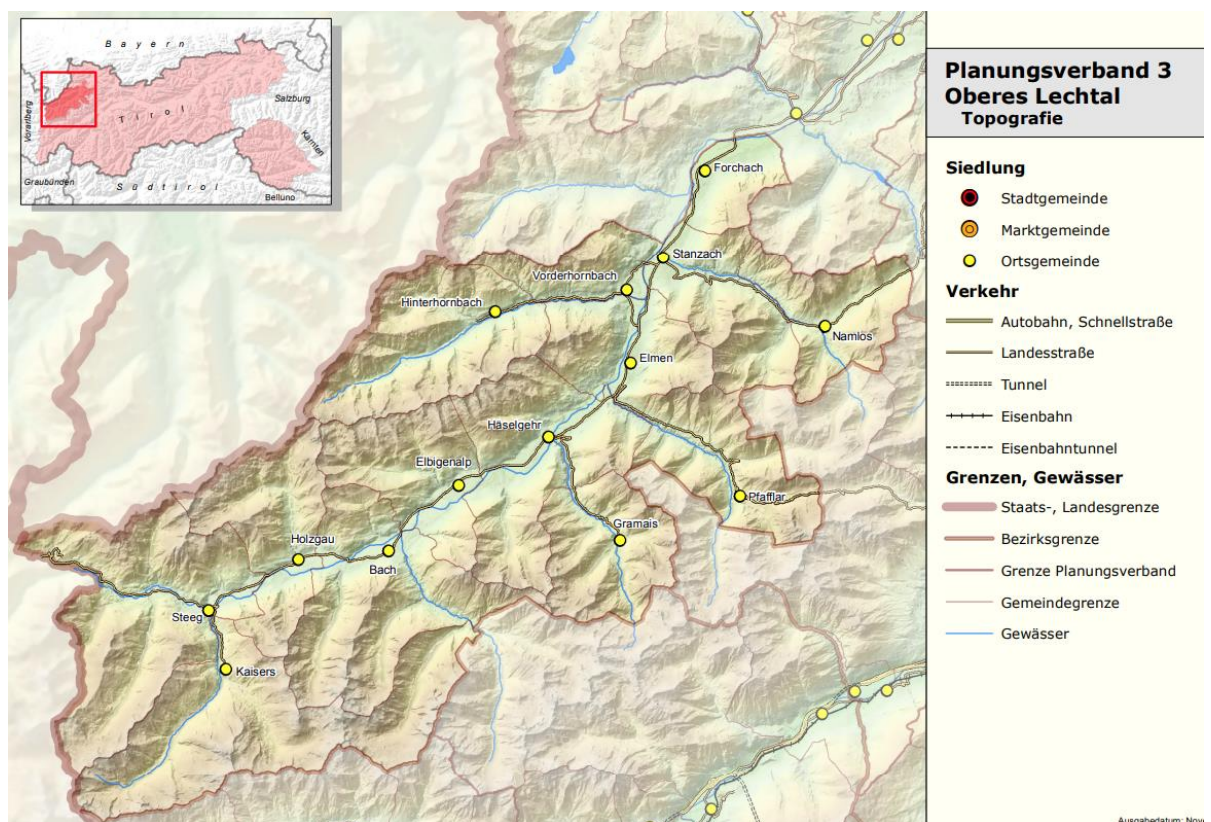 Bayern
Vorarlberg
Tirol
Salzburg
Kärnten
Graubünden
Südtirol
Belluno
Forchach
Stanzach
Vorderhornbach
Hinterhornbach
Namlos
Elmen
Häselgehr
Elbigenalp
Pfafflar
Gramais
Holzgau
Bach
Steeg
Kaisers
Planungsverband 3
Oberes Lechtal
Topografie
Siedlung
Stadtgemeinde
Marktgemeinde
Ortsgemeinde
Verkehr
Autobahn, Schnellstraße
Landesstraße
Tunnel
Eisenbahn
Eisenbahntunnel
Grenzen, Gewässer
Staats-, Landesgrenze
Bezirksgrenze
Grenze Planungsverband
Gemeindegrenze
Gewässer
Ausgabedatum: Nov